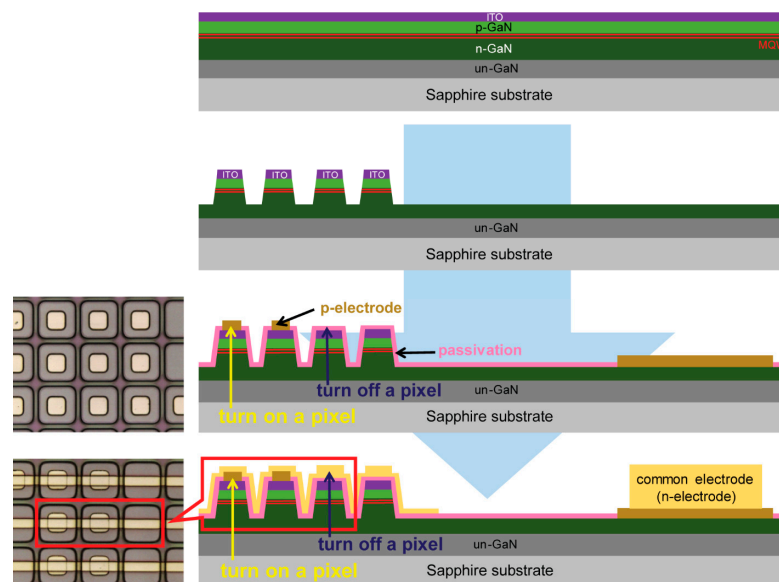 ITO
p-GaN
n-GaN
un-GaN
Sapphire substrate
ITO ITO ITO ITO
un-GaN
Sapphire substrate
p-electrode
passivation
turn off a pixel
un-GaN
turn on a pixel
Sapphire substrate
common electrode
(n-electrode)
turn off a pixel
un-GaN
turn on a pixel
Sapphire substrate